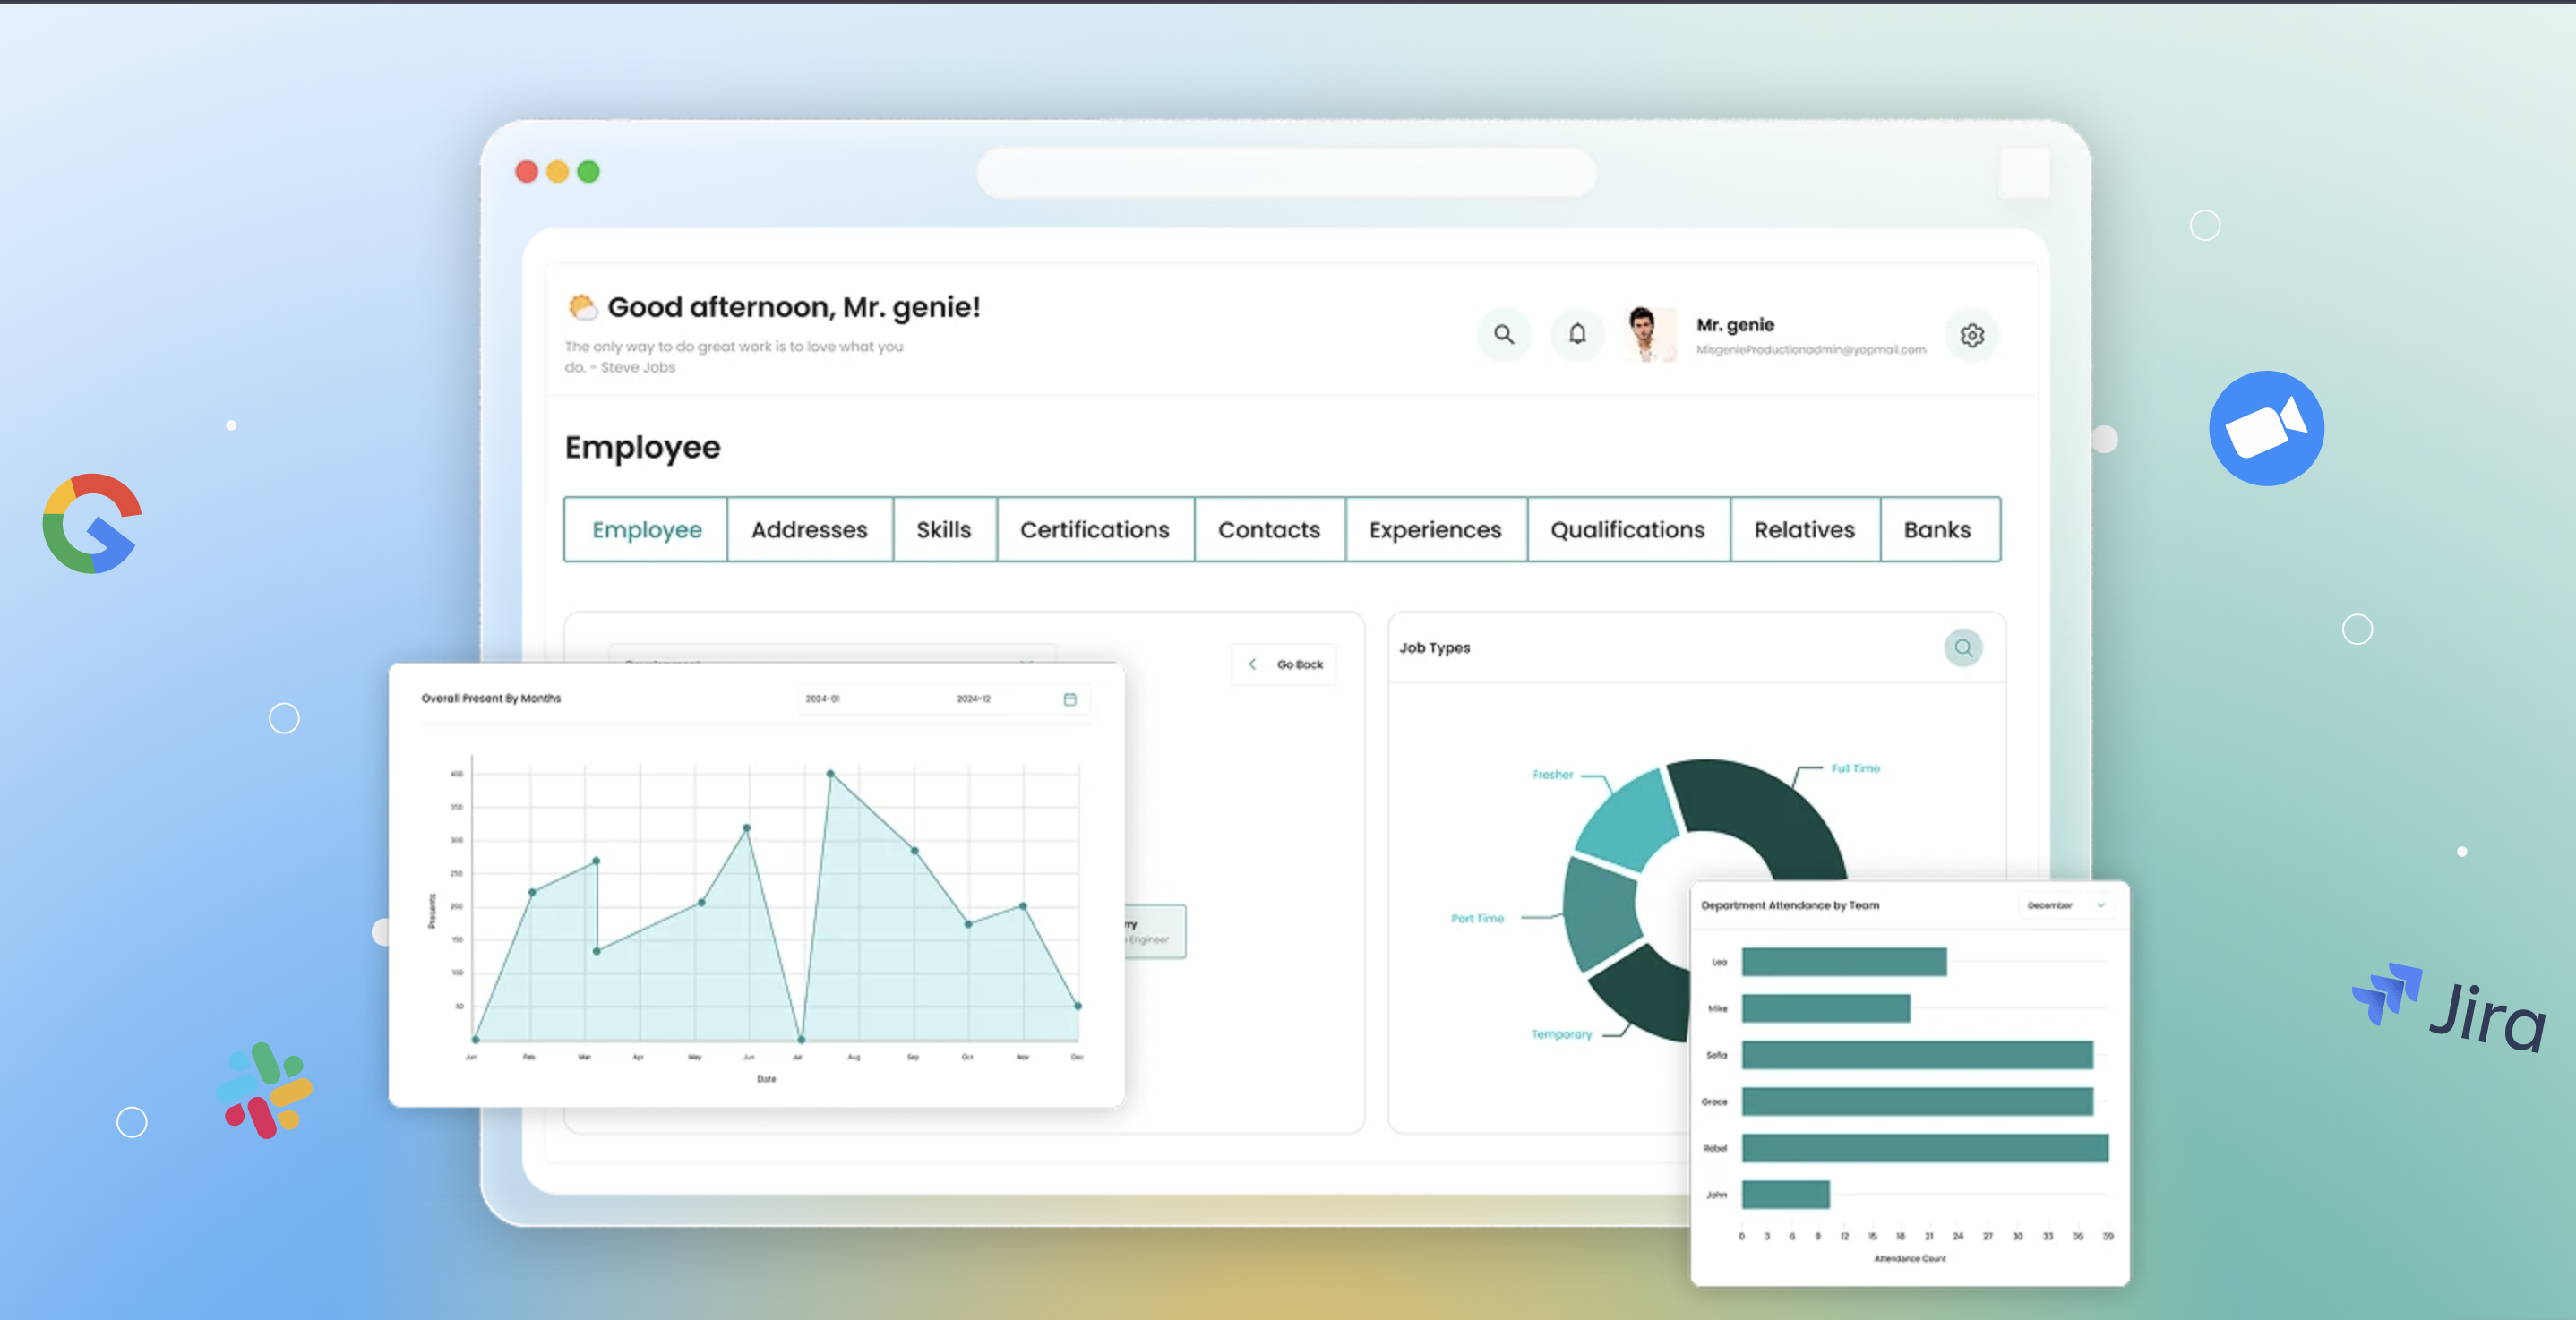 Good afternoon, Mr. genie!
The only way to do great work is to love what you
do. - Steve Jobs
Mr. genie
MisgenieProductionadmin@yopmail.com
Employee
Employee
Addresses
Skills
Certifications
Contacts
Experiences
Qualifications
Relatives
Banks
Go Back
Overall Present By Months
2024-01
2024-12
Presents
400
350
300
250
200
150
100
50
Jan
Feb
Mar
Apr
May
Jun
Jul
Aug
Sep
Oct
Nov
Dec
Date
ry
Engineer
Job Types
Fresher
Full Time
Part Time
Temporary
Department Attendance by Team
December
Leo
Mike
Sofia
Grace
Rebel
John
0 3 6 9 12 15 18 21 24 27 30 33 36 39
Attendance Count
Jira